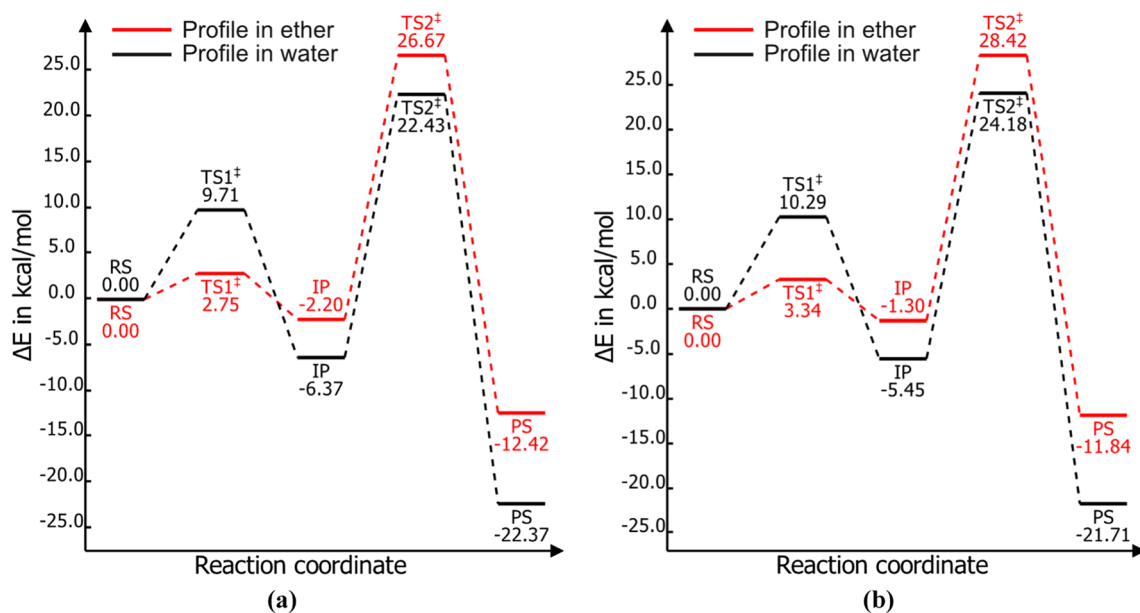 Profile in ether
Profile in water
ΔE in kcal/mol
25.0
20.0
15.0
10.0
5.0
0.0
-5.0
-10.0
-15.0
-20.0
-25.0
RS
0.00
RS
0.00
TS1‡
9.71
TS1‡
2.75
IP
-2.20
IP
-6.37
TS2‡
26.67
TS2‡
22.43
PS
-12.42
PS
-22.37
Reaction coordinate
(a)
Profile in ether
Profile in water
ΔE in kcal/mol
25.0
20.0
15.0
10.0
5.0
0.0
-5.0
-10.0
-15.0
-20.0
-25.0
RS
0.00
RS
0.00
TS1‡
10.29
TS1‡
3.34
IP
-1.30
IP
-5.45
TS2‡
28.42
TS2‡
24.18
PS
-11.84
PS
-21.71
Reaction coordinate
(b)